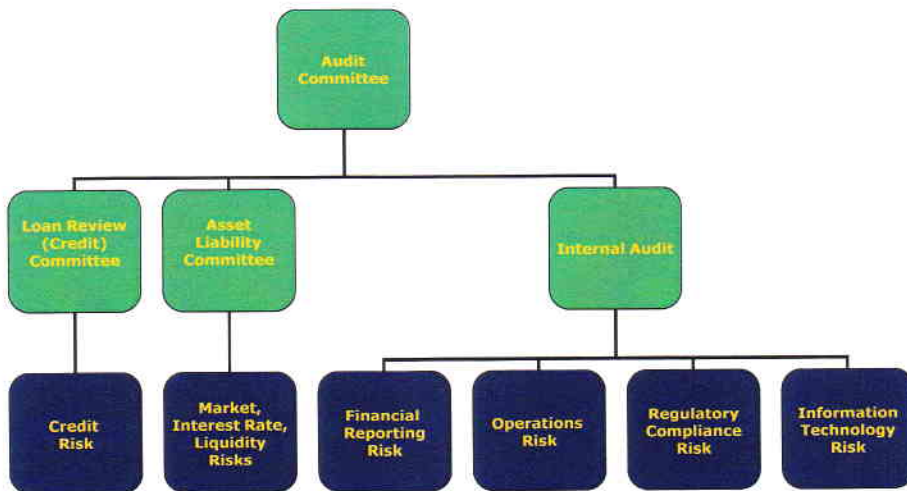 Audit
Committee
Loan Review
(Credit)
Committee
Asset
Liability
Committee
Internal Audit
Credit
Risk
Market,
Interest Rate,
Liquidity
Risks
Financial
Reporting
Risk
Operations
Risk
Regulatory
Compliance
Risk
Information
Technology
Risk